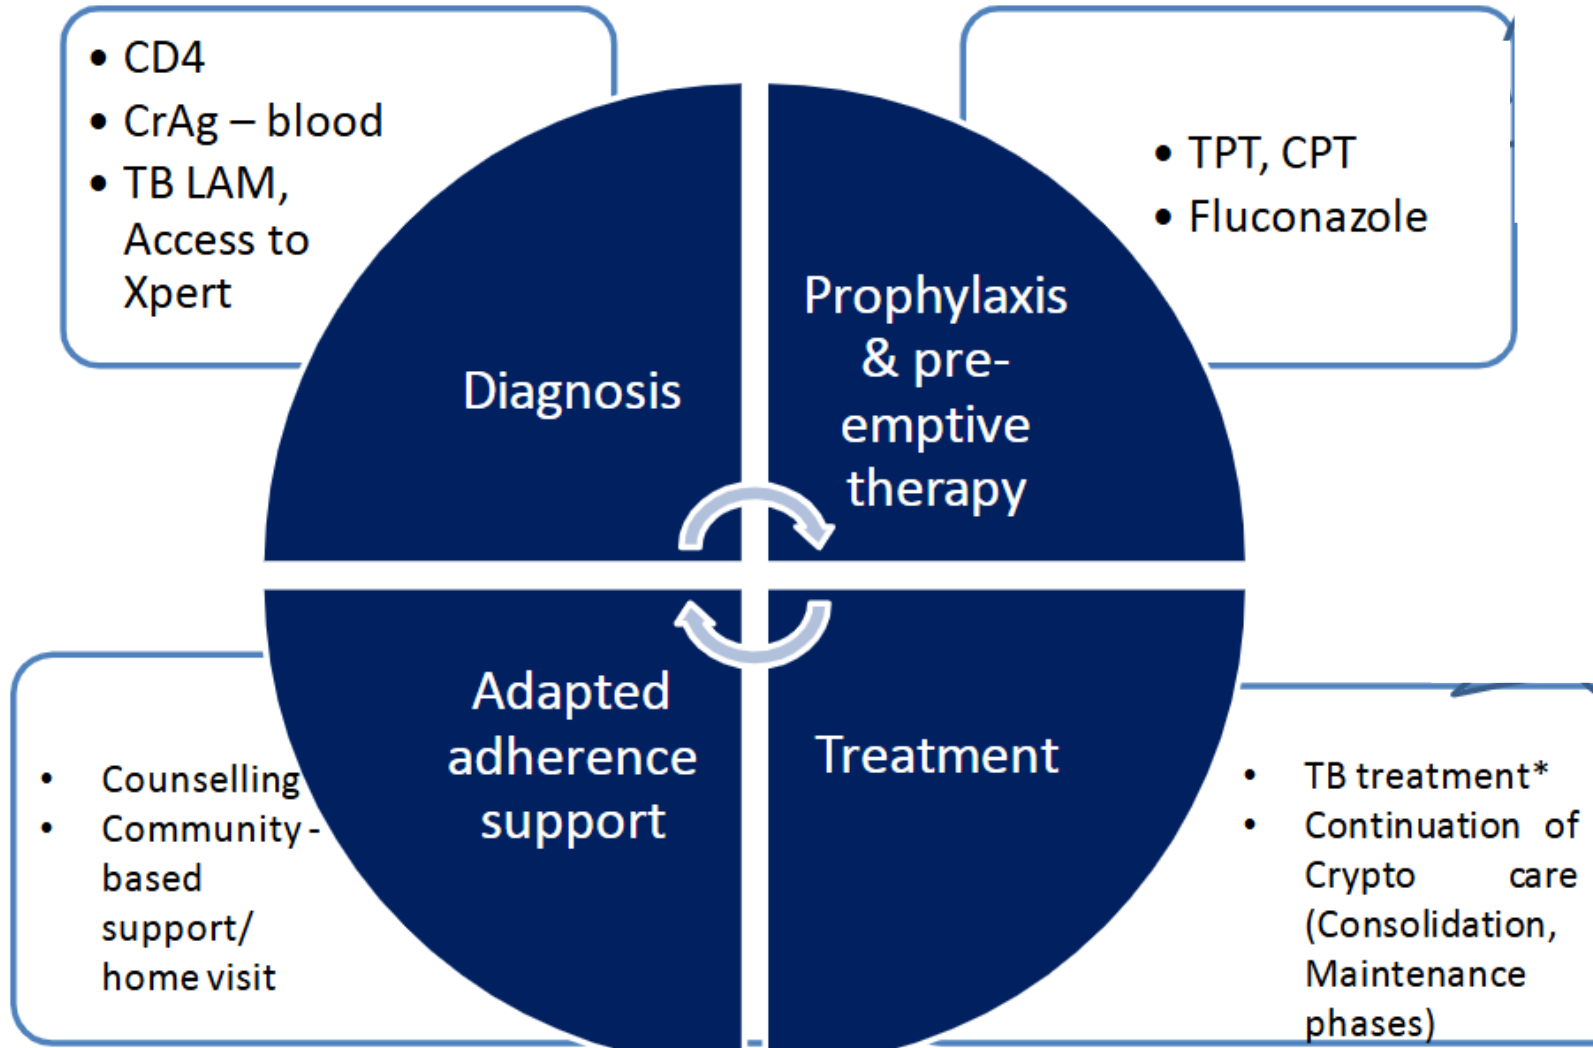 • CD4
• CrAg – blood
• TB LAM,
Access to
Xpert
• TPT, CPT
• Fluconazole
Diagnosis
Prophylaxis
& pre-
emptive
therapy
Adapted
adherence
support
Treatment
• Counselling
• Community -
based
support/
home visit
• TB treatment*
• Continuation of
Crypto care
(Consolidation,
Maintenance
phases)